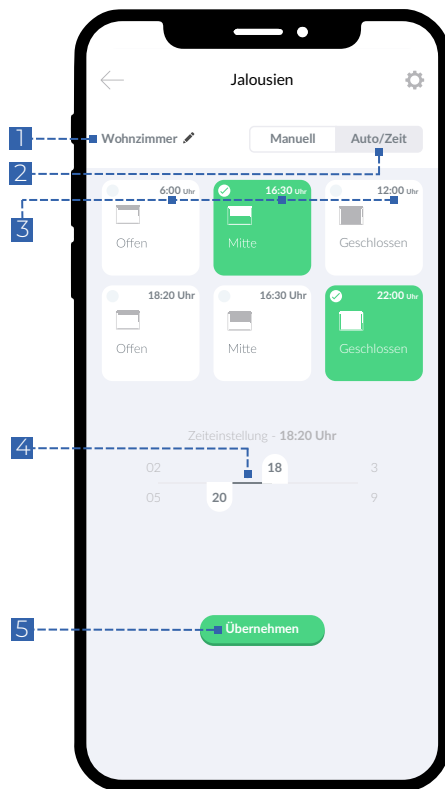 Jalousien
1 Wohnzimmer Manuell Auto/Zeit
2
3 6:00 Uhr 16:30 Uhr 12:00 Uhr
Offen Mitte Geschlossen
18:20 Uhr 16:30 Uhr 22:00 Uhr
Offen Mitte Geschlossen
Zeiteinstellung - 18:20 Uhr
4
02 18 3
05 20 9
5 Übernehmen